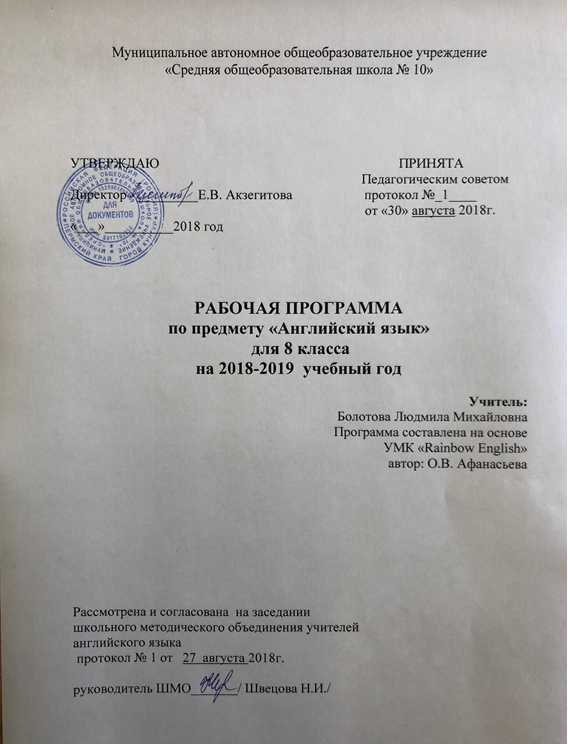 Муниципальное автономное общеобразовательное учреждение
«Средняя общеобразовательная школа № 10»
УТВЕРЖДАЮ
Директор Е.В. Акзегитова
«___»__________2018 год
ДЛЯ ДОКУМЕНТОВ
ПРИНЯТА
Педагогическим советом
протокол №_1____
от «30» августа 2018г.
РАБОЧАЯ ПРОГРАММА
по предмету «Английский язык»
для 8 класса
на 2018-2019 учебный год
Учитель:
Болотова Людмила Михайловна
Программа составлена на основе
УМК «Rainbow English»
автор: О.В. Афанасьева
Рассмотрена и согласована на заседании
школьного методического объединения учителей
английского языка
протокол № 1 от 27 августа 2018г.
руководитель ШМО_______/ Швецова Н.И./